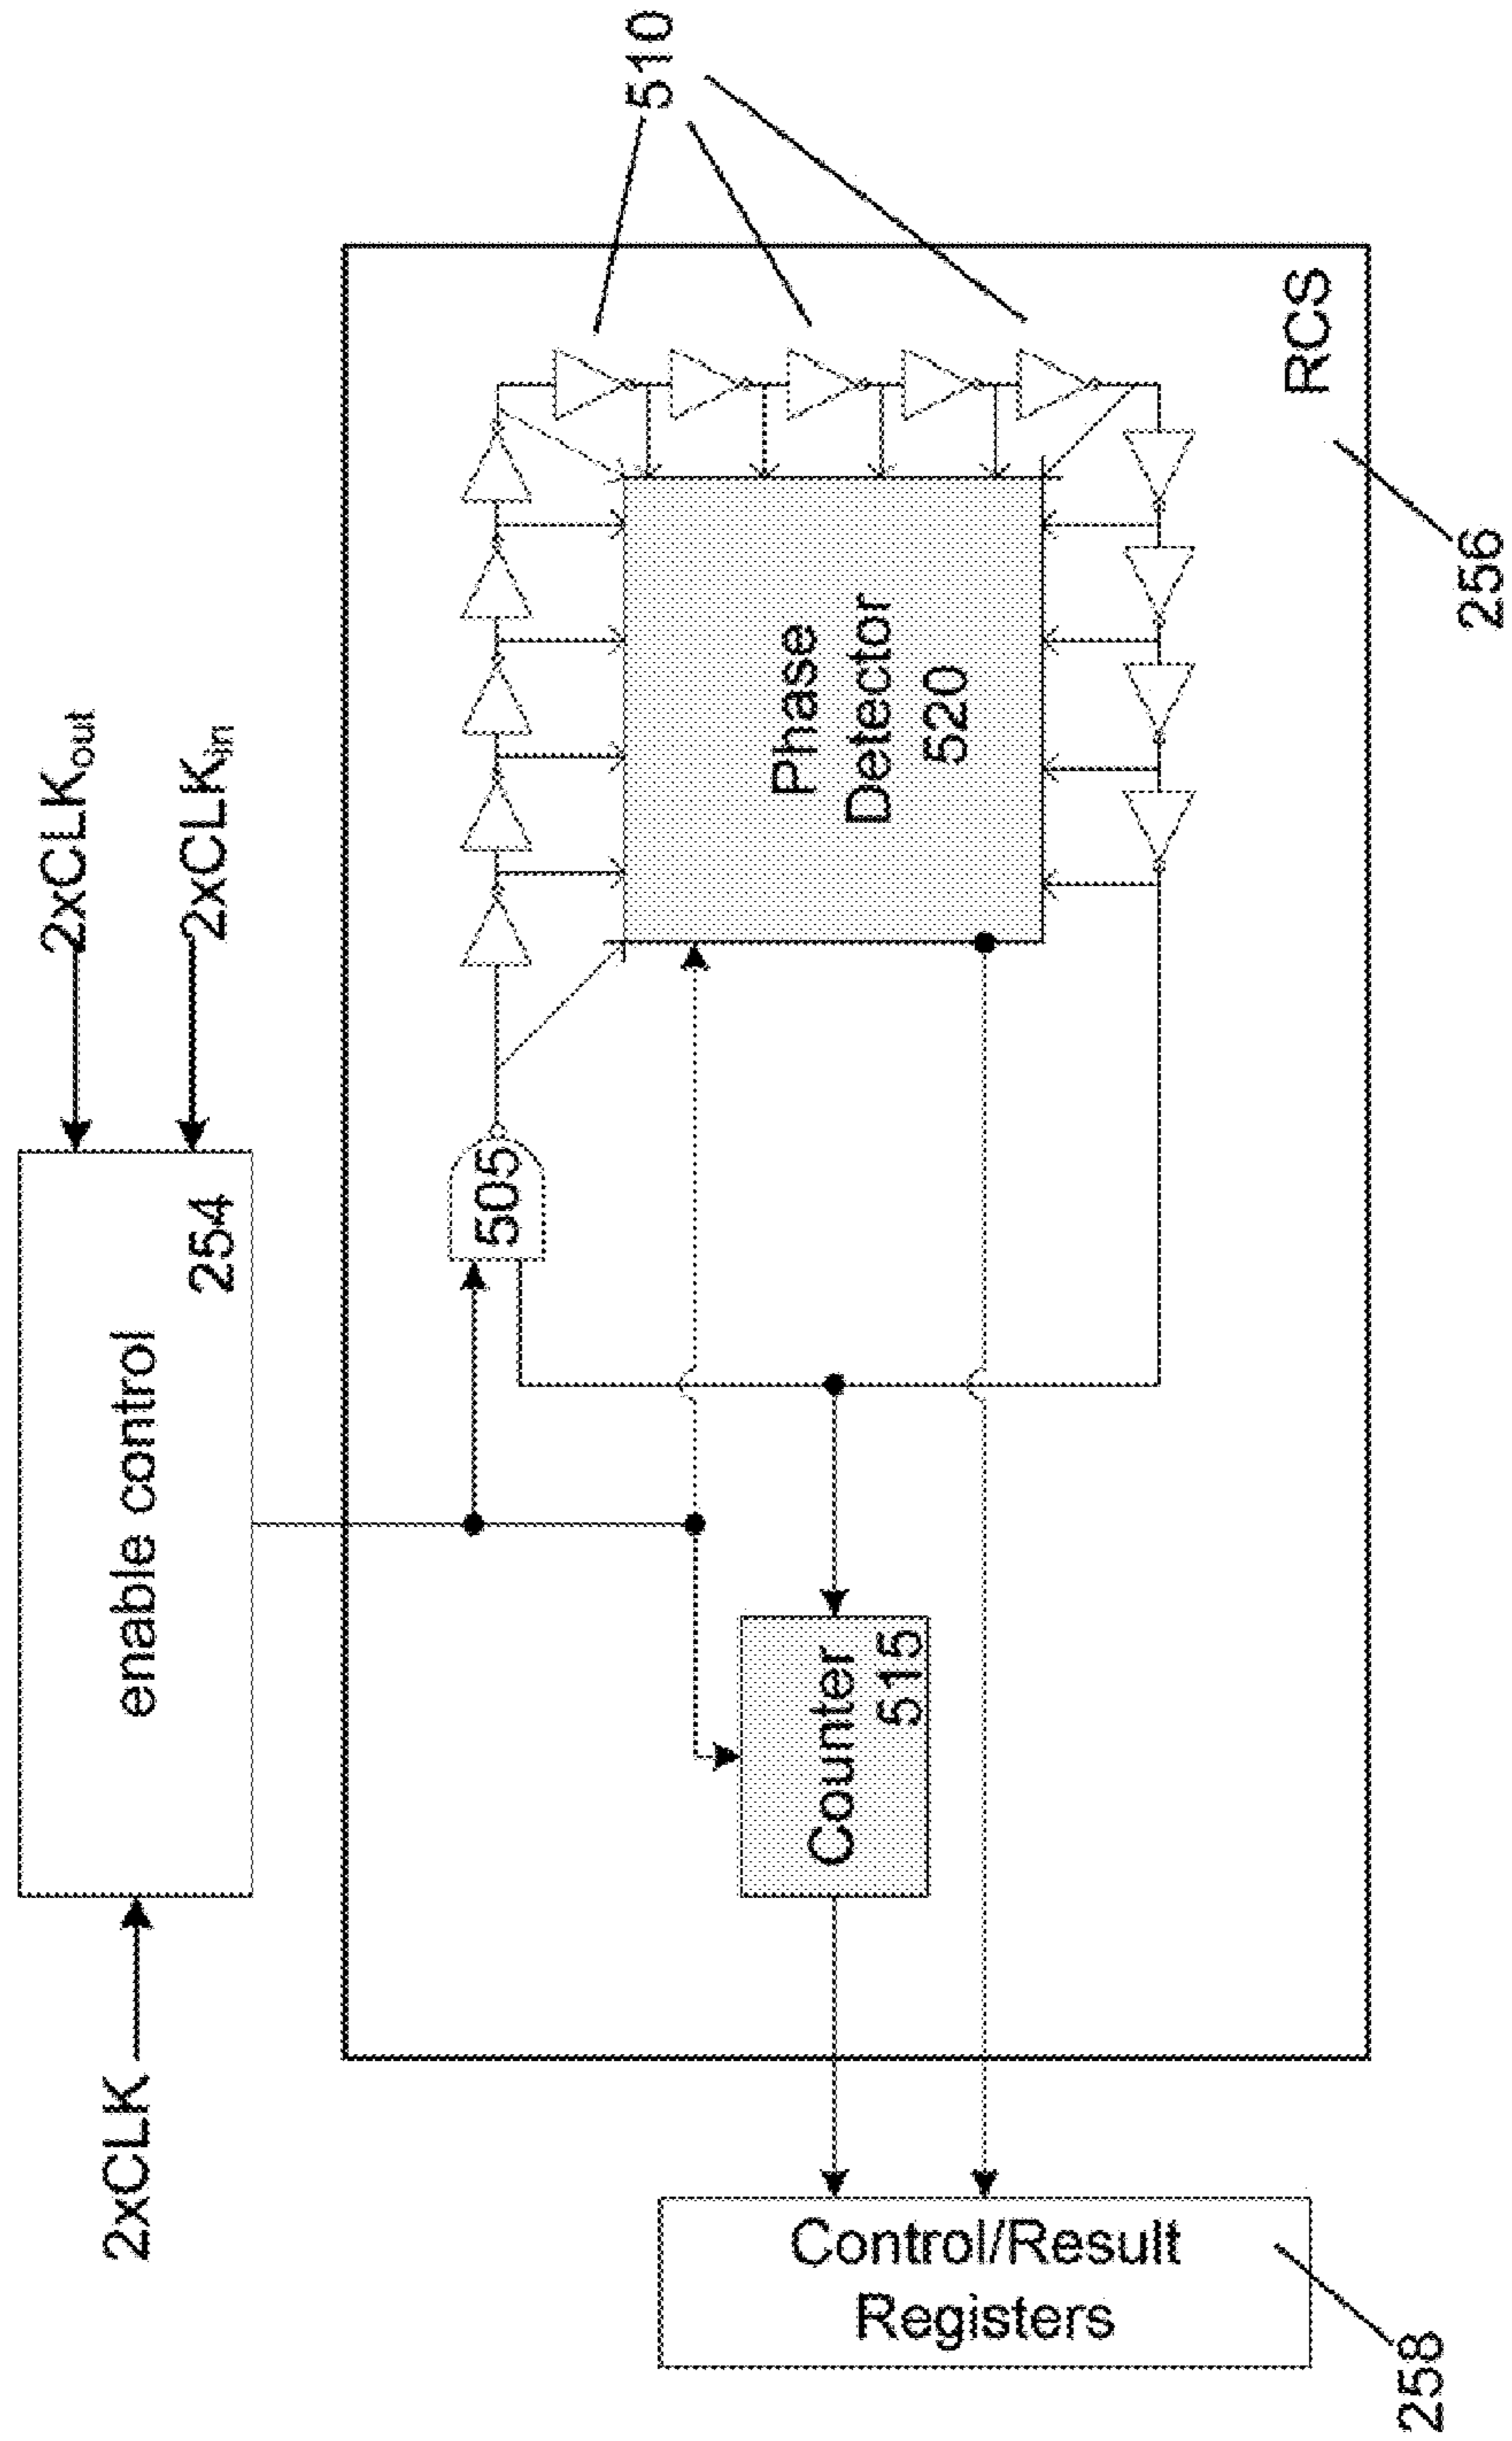 2xCLK
enable control
254
2xCLKout
2xCLKin
505
510
Phase
Detector
520
Counter
515
Control/Result
Registers
258
RCS
256